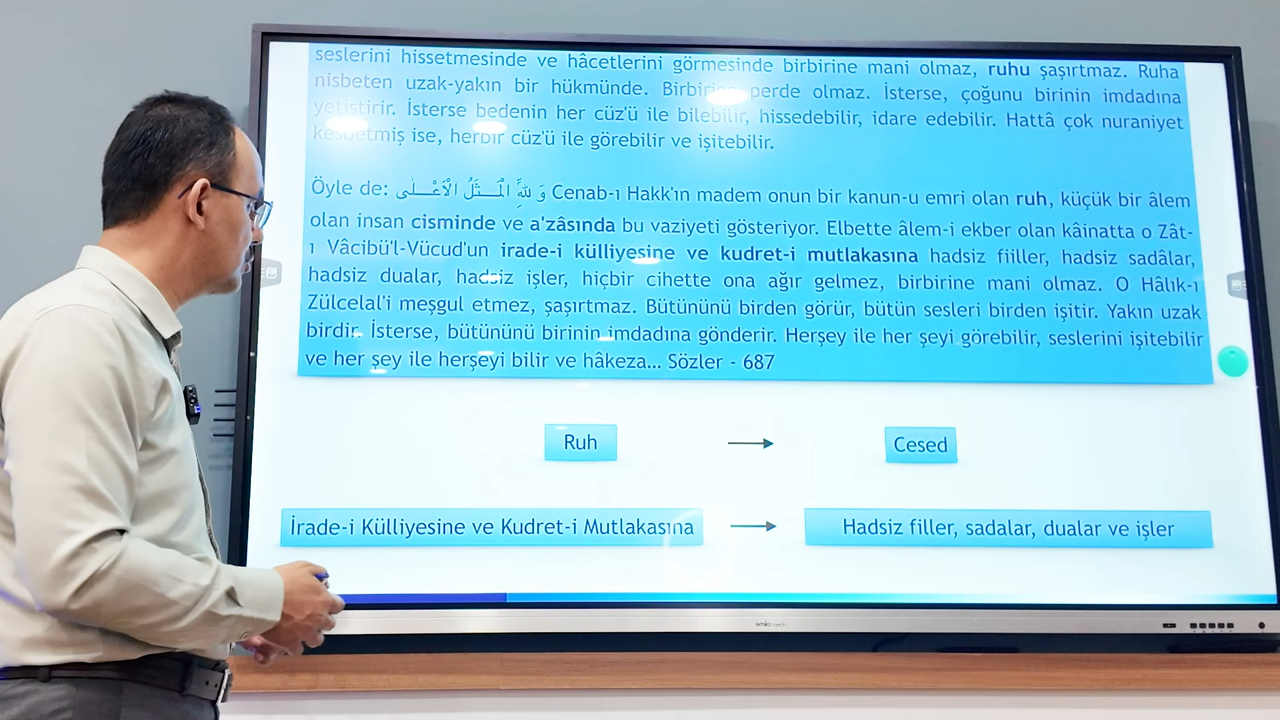 seslerini hissetmesinde ve hâcetlerini görmesinde birbirine mani olmaz, ruhu şaşırtmaz. Ruha
nisbeten uzak-yakın bir hükmünde. Birbirine perde olmaz. İsterse, çoğunu birinin imdadına
yetiştirir. İsterse bedenin her cüz'ü ile bilebilir, hissedebilir, idare edebilir. Hattâ çok nuraniyet
kesbetmiş ise, herbir cüz'ü ile görebilir ve işitebilir.
Öyle de: وَ لِلّٰهِ الْمَثَلُ الْاَعْلٰى Cenab-ı Hakk'ın madem onun bir kanun-u emri olan ruh, küçük bir âlem
olan insan cisminde ve a'zâsında bu vaziyeti gösteriyor. Elbette âlem-i ekber olan kâinatta o Zât-
ı Vâcibü'l-Vücud'un irade-i külliyesine ve kudret-i mutlakasına hadsiz fiiller, hadsiz sadâlar,
hadsiz dualar, hadsiz işler, hiçbir cihette ona ağır gelmez, birbirine mani olmaz. O Hâlık-ı
Zülcelal'i meşgul etmez, şaşırtmaz. Bütününü birden görür, bütün sesleri birden işitir. Yakın uzak
birdir. İsterse, bütününü birinin imdadına gönderir. Herşey ile her şeyi görebilir, seslerini işitebilir
ve her şey ile herşeyi bilir ve hâkeza... Sözler - 687
Ruh
Cesed
İrade-i Külliyesine ve Kudret-i Mutlakasına
Hadsiz filler, sadalar, dualar ve işler